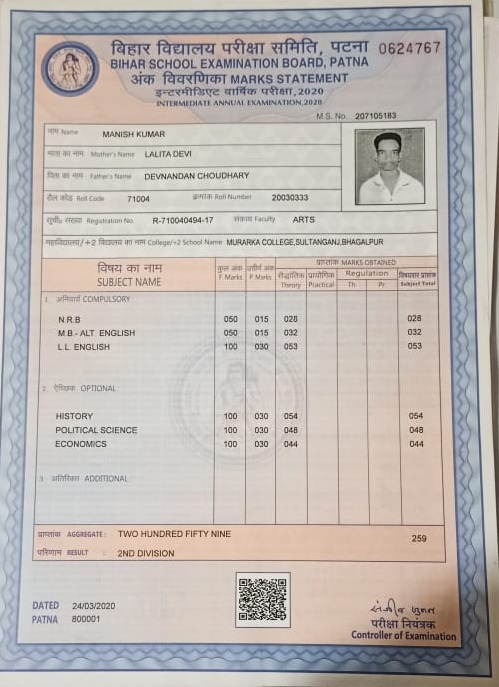 बिहार विद्यालय परीक्षा समिति, पटना 0624767
BIHAR SCHOOL EXAMINATION BOARD, PATNA
अंक विवरणिका MARKS STATEMENT
इन्टरमीडिएट वार्षिक परीक्षा, 2020
INTERMEDIATE ANNUAL EXAMINATION, 2020
M.S. No. 207105183
नाम Name MANISH KUMAR
माता का नाम Mother's Name LALITA DEVI
पिता का नाम Father's Name DEVNANDAN CHOUDHARY
रौल कोड Roll Code 71004 क्रमांक Roll Number 20030333
सूची० संख्या Registration No. R-710040494-17 संकाय Faculty ARTS
महाविद्यालय/+2 विद्यालय का नाम College/+2 School Name MURARKA COLLEGE,SULTANGANJ,BHAGALPUR
विषय का नाम SUBJECT NAME कुल अंक F. Marks उत्तीर्ण अंक P. Marks प्राप्तांक MARKS OBTAINED
सैद्धांतिक Theory प्रायोगिक Practical Regulation Th. Pr. विषयवार प्राप्तांक Subject Total
1. अनिवार्य COMPULSORY
N.R.B 050 015 028 028
M.B.- ALT. ENGLISH 050 015 032 032
L.L. ENGLISH 100 030 053 053
2. ऐच्छिक OPTIONAL
HISTORY 100 030 054 054
POLITICAL SCIENCE 100 030 048 048
ECONOMICS 100 030 044 044
3. अतिरिक्त ADDITIONAL
प्राप्तांक AGGREGATE : TWO HUNDRED FIFTY NINE 259
परिणाम RESULT : 2ND DIVISION
DATED 24/03/2020
PATNA 800001
परीक्षा नियंत्रक
Controller of Examination